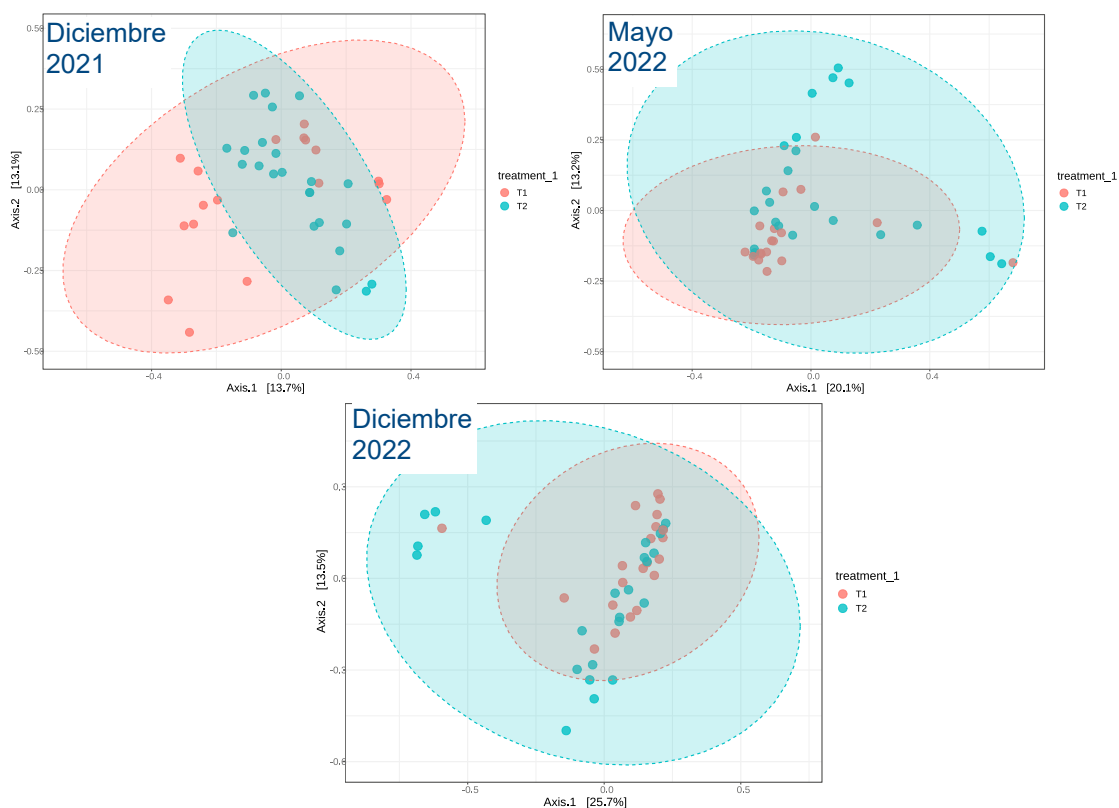 Diciembre
2021
0.50
0.25
0.00
-0.25
-0.50
Axis.2 [13.1%]
-0.4
0.0
0.4
Axis.1 [13.7%]
treatment_1
T1
T2
Mayo
2022
0.50
0.25
0.00
-0.25
-0.50
Axis.2 [13.2%]
-0.4
0.0
0.4
Axis.1 [20.1%]
treatment_1
T1
T2
Diciembre
2022
0.3
0.0
-0.3
-0.6
Axis.2 [13.5%]
-0.5
0.0
0.5
Axis.1 [25.7%]
treatment_1
T1
T2